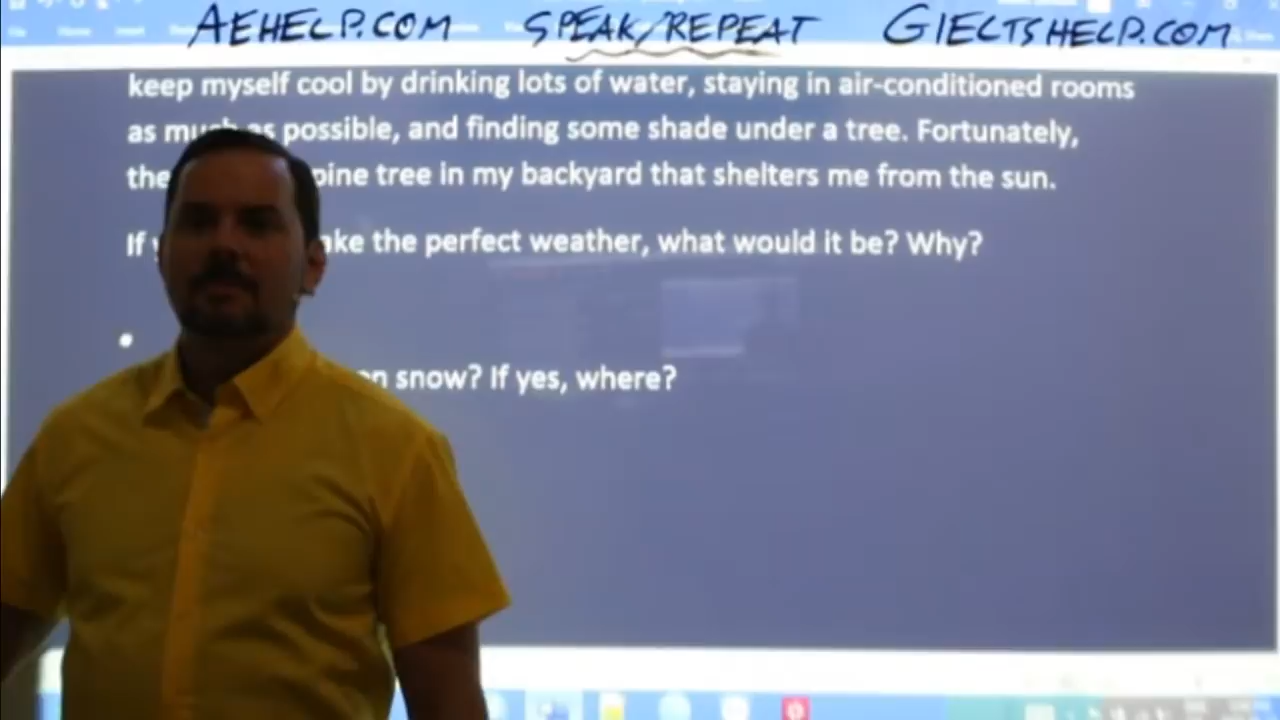 AEHELP.COM SPEAK/REPEAT GIELTSHELP.COM
keep myself cool by drinking lots of water, staying in air-conditioned rooms
as much as possible, and finding some shade under a tree. Fortunately,
the pine tree in my backyard that shelters me from the sun.
If the perfect weather, what would it be? Why?
snow? If yes, where?